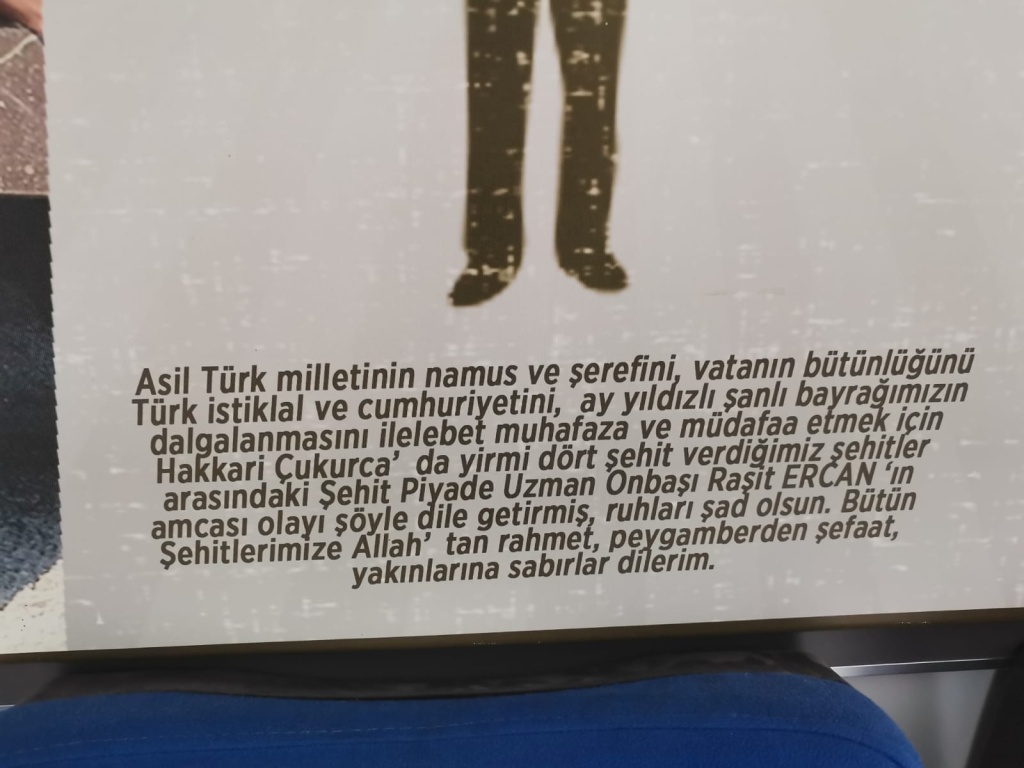 Asil Türk milletinin namus ve şerefini, vatanın bütünlüğünü
Türk istiklal ve cumhuriyetini, ay yıldızlı şanlı bayrağımızın
dalgalanmasını ilelebet muhafaza ve müdafaa etmek için
Hakkari Çukurca’ da yirmi dört şehit verdiğimiz şehitler
arasındaki Şehit Piyade Uzman Onbaşı Raşit ERCAN ‘ın
amcası olayı şöyle dile getirmiş, ruhları şad olsun. Bütün
Şehitlerimize Allah’ tan rahmet, peygamberden şefaat,
yakınlarına sabırlar dilerim.